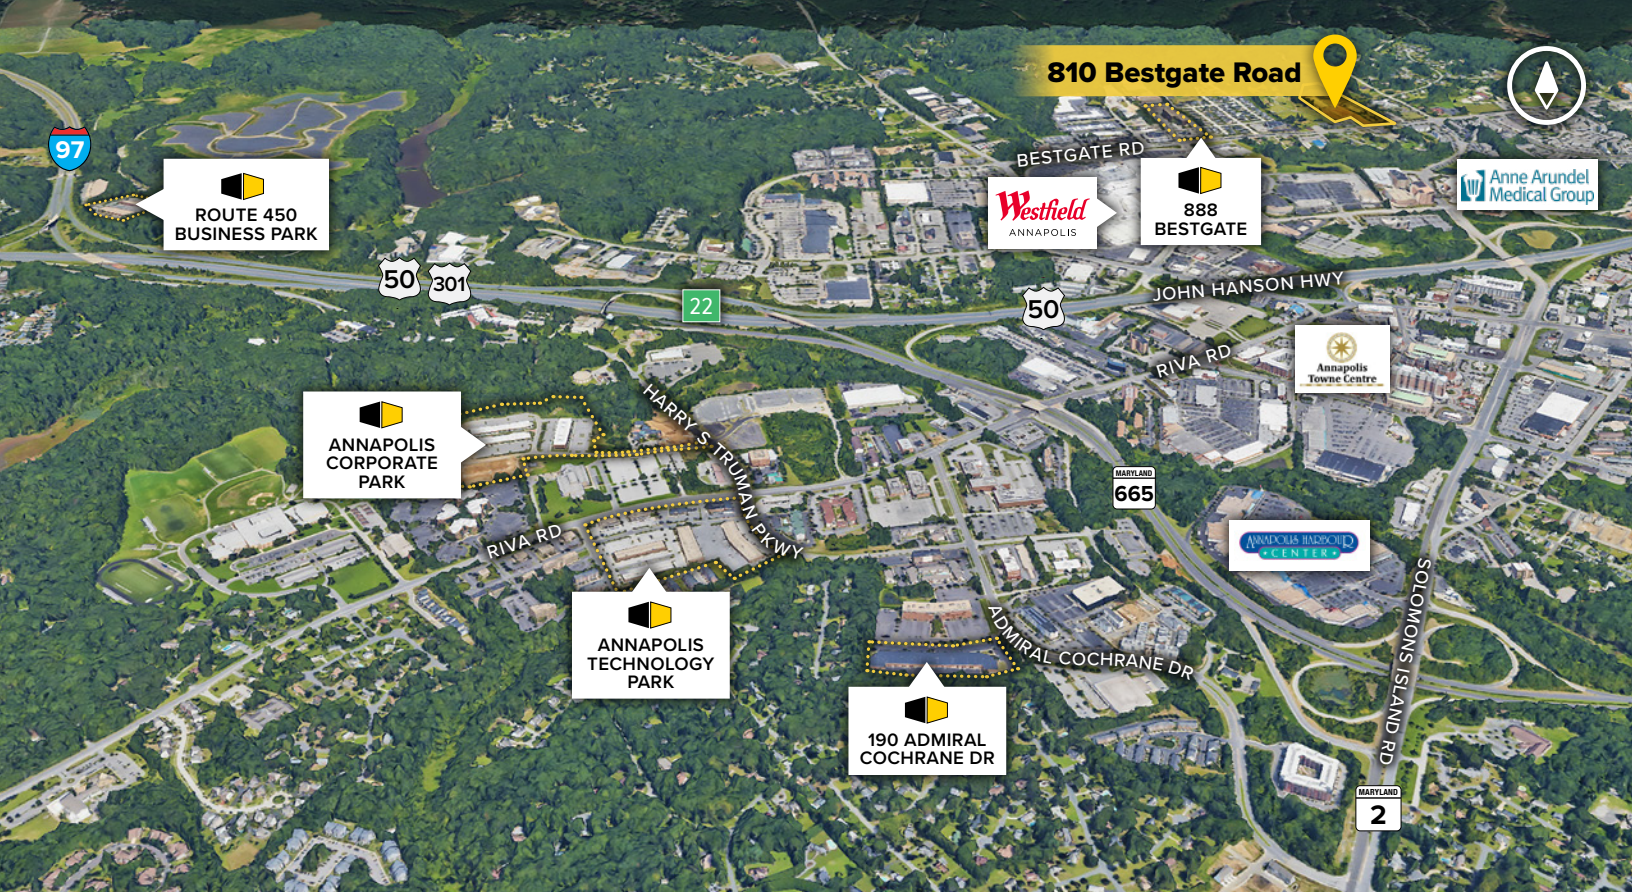 810 Bestgate Road
97
BESTGATE RD
Anne Arundel
Medical Group
Westfield
ANNAPOLIS
888
BESTGATE
ROUTE 450
BUSINESS PARK
50
301
22
50
JOHN HANSON HWY
RIVA RD
Annapolis
Towne Centre
HARRY S TRUMAN PKWY
ANNAPOLIS
CORPORATE
PARK
MARYLAND
665
RIVA RD
ANNAPOLIS HARBOUR
CENTER
SOLOMONS ISLAND RD
ANNAPOLIS
TECHNOLOGY
PARK
ADMIRAL COCHRANE DR
190 ADMIRAL
COCHRANE DR
MARYLAND
2